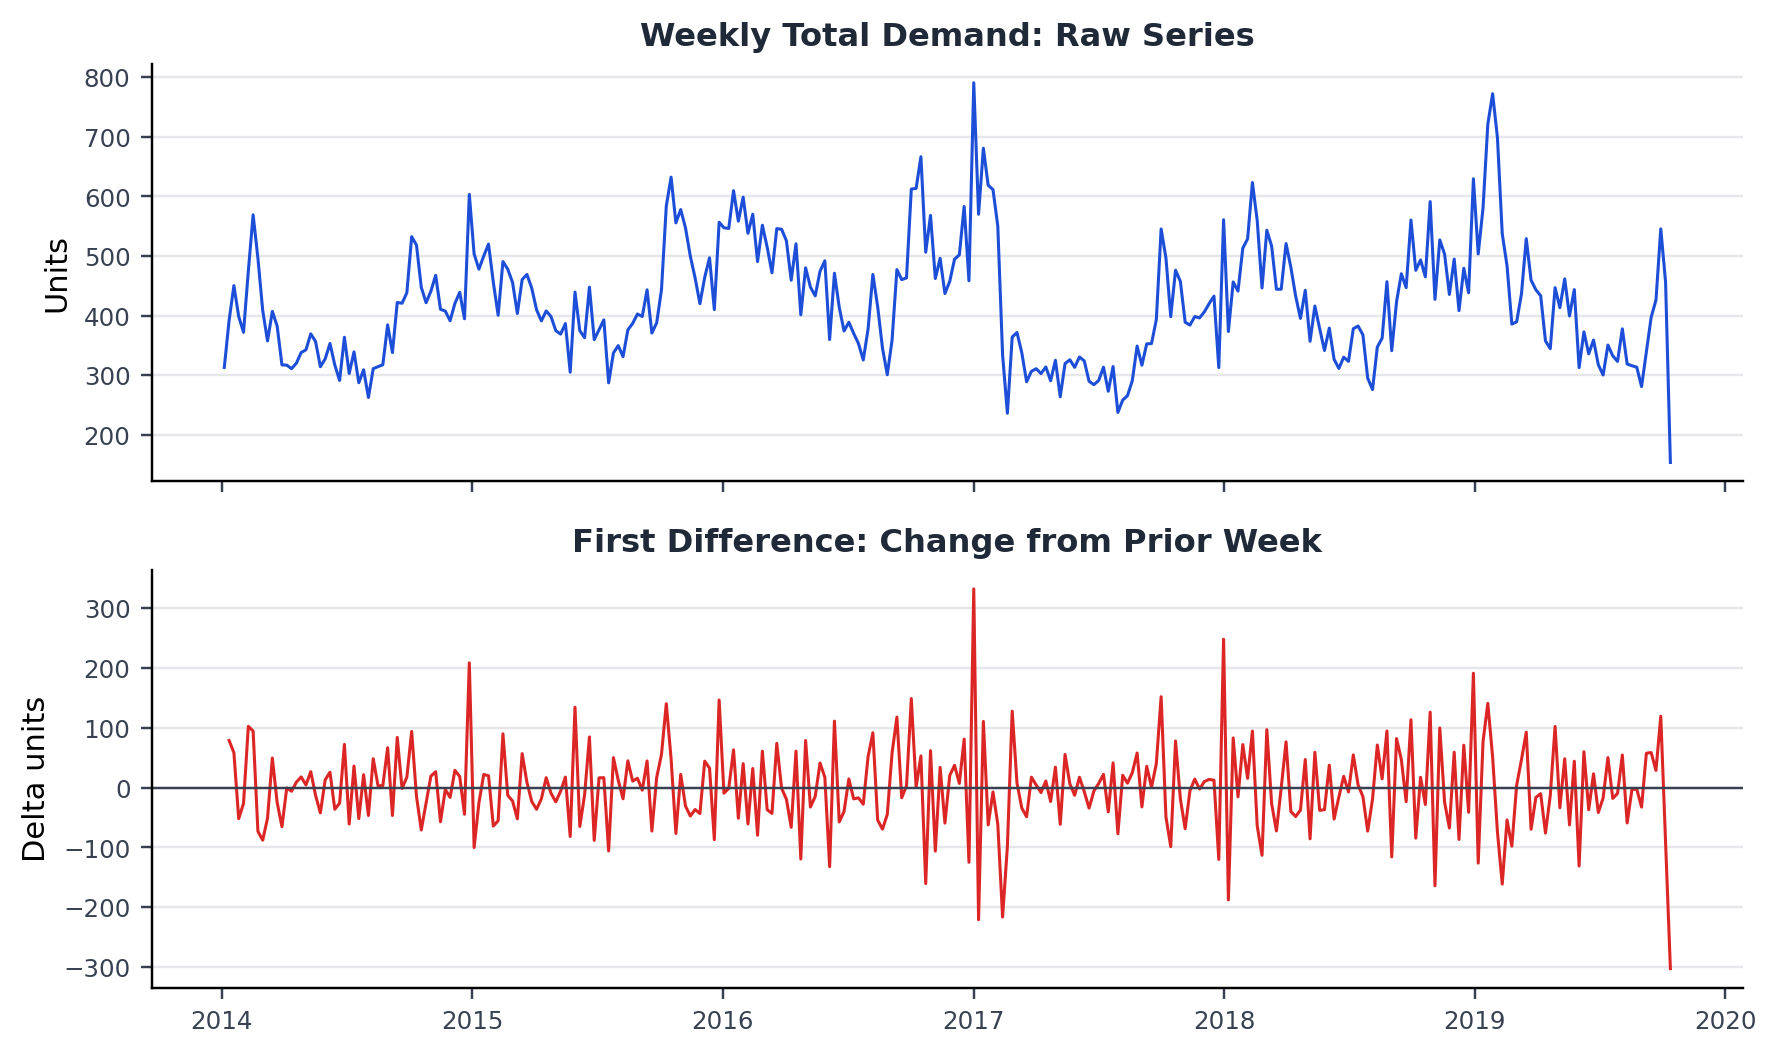 Weekly Total Demand: Raw Series
Units
800
700
600
500
400
300
200
First Difference: Change from Prior Week
Delta units
300
200
100
0
−100
−200
−300
2014 2015 2016 2017 2018 2019 2020